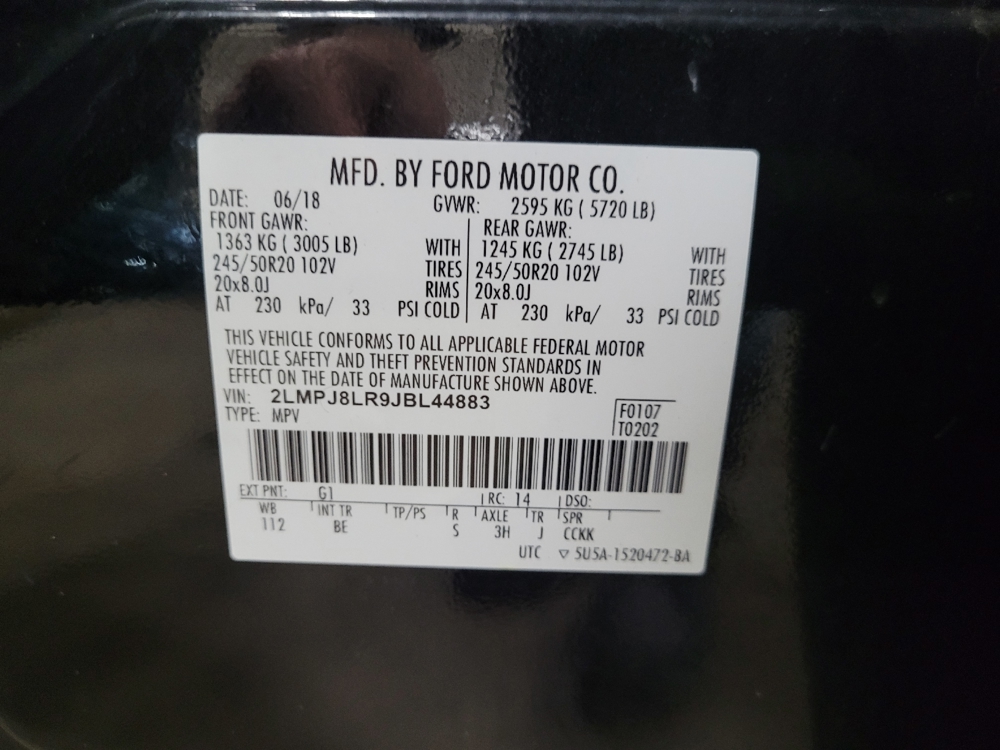 MFD. BY FORD MOTOR CO.
DATE: 06/18 GVWR: 2595 KG ( 5720 LB)
FRONT GAWR: REAR GAWR:
1363 KG ( 3005 LB) WITH 1245 KG ( 2745 LB) WITH
245/50R20 102V TIRES 245/50R20 102V TIRES
20x8.0J RIMS 20x8.0J RIMS
AT 230 kPa/ 33 PSI COLD AT 230 kPa/ 33 PSI COLD
THIS VEHICLE CONFORMS TO ALL APPLICABLE FEDERAL MOTOR
VEHICLE SAFETY AND THEFT PREVENTION STANDARDS IN
EFFECT ON THE DATE OF MANUFACTURE SHOWN ABOVE.
VIN: 2LMPJ8LR9JBL44883
TYPE: MPV
F0107
T0202
EXT PNT: G1 RC: 14 DSO:
WB INT TR TP/PS R AXLE TR SPR
112 BE S 3H J CCKK
UTC ▽ 5U5A-1520472-BA